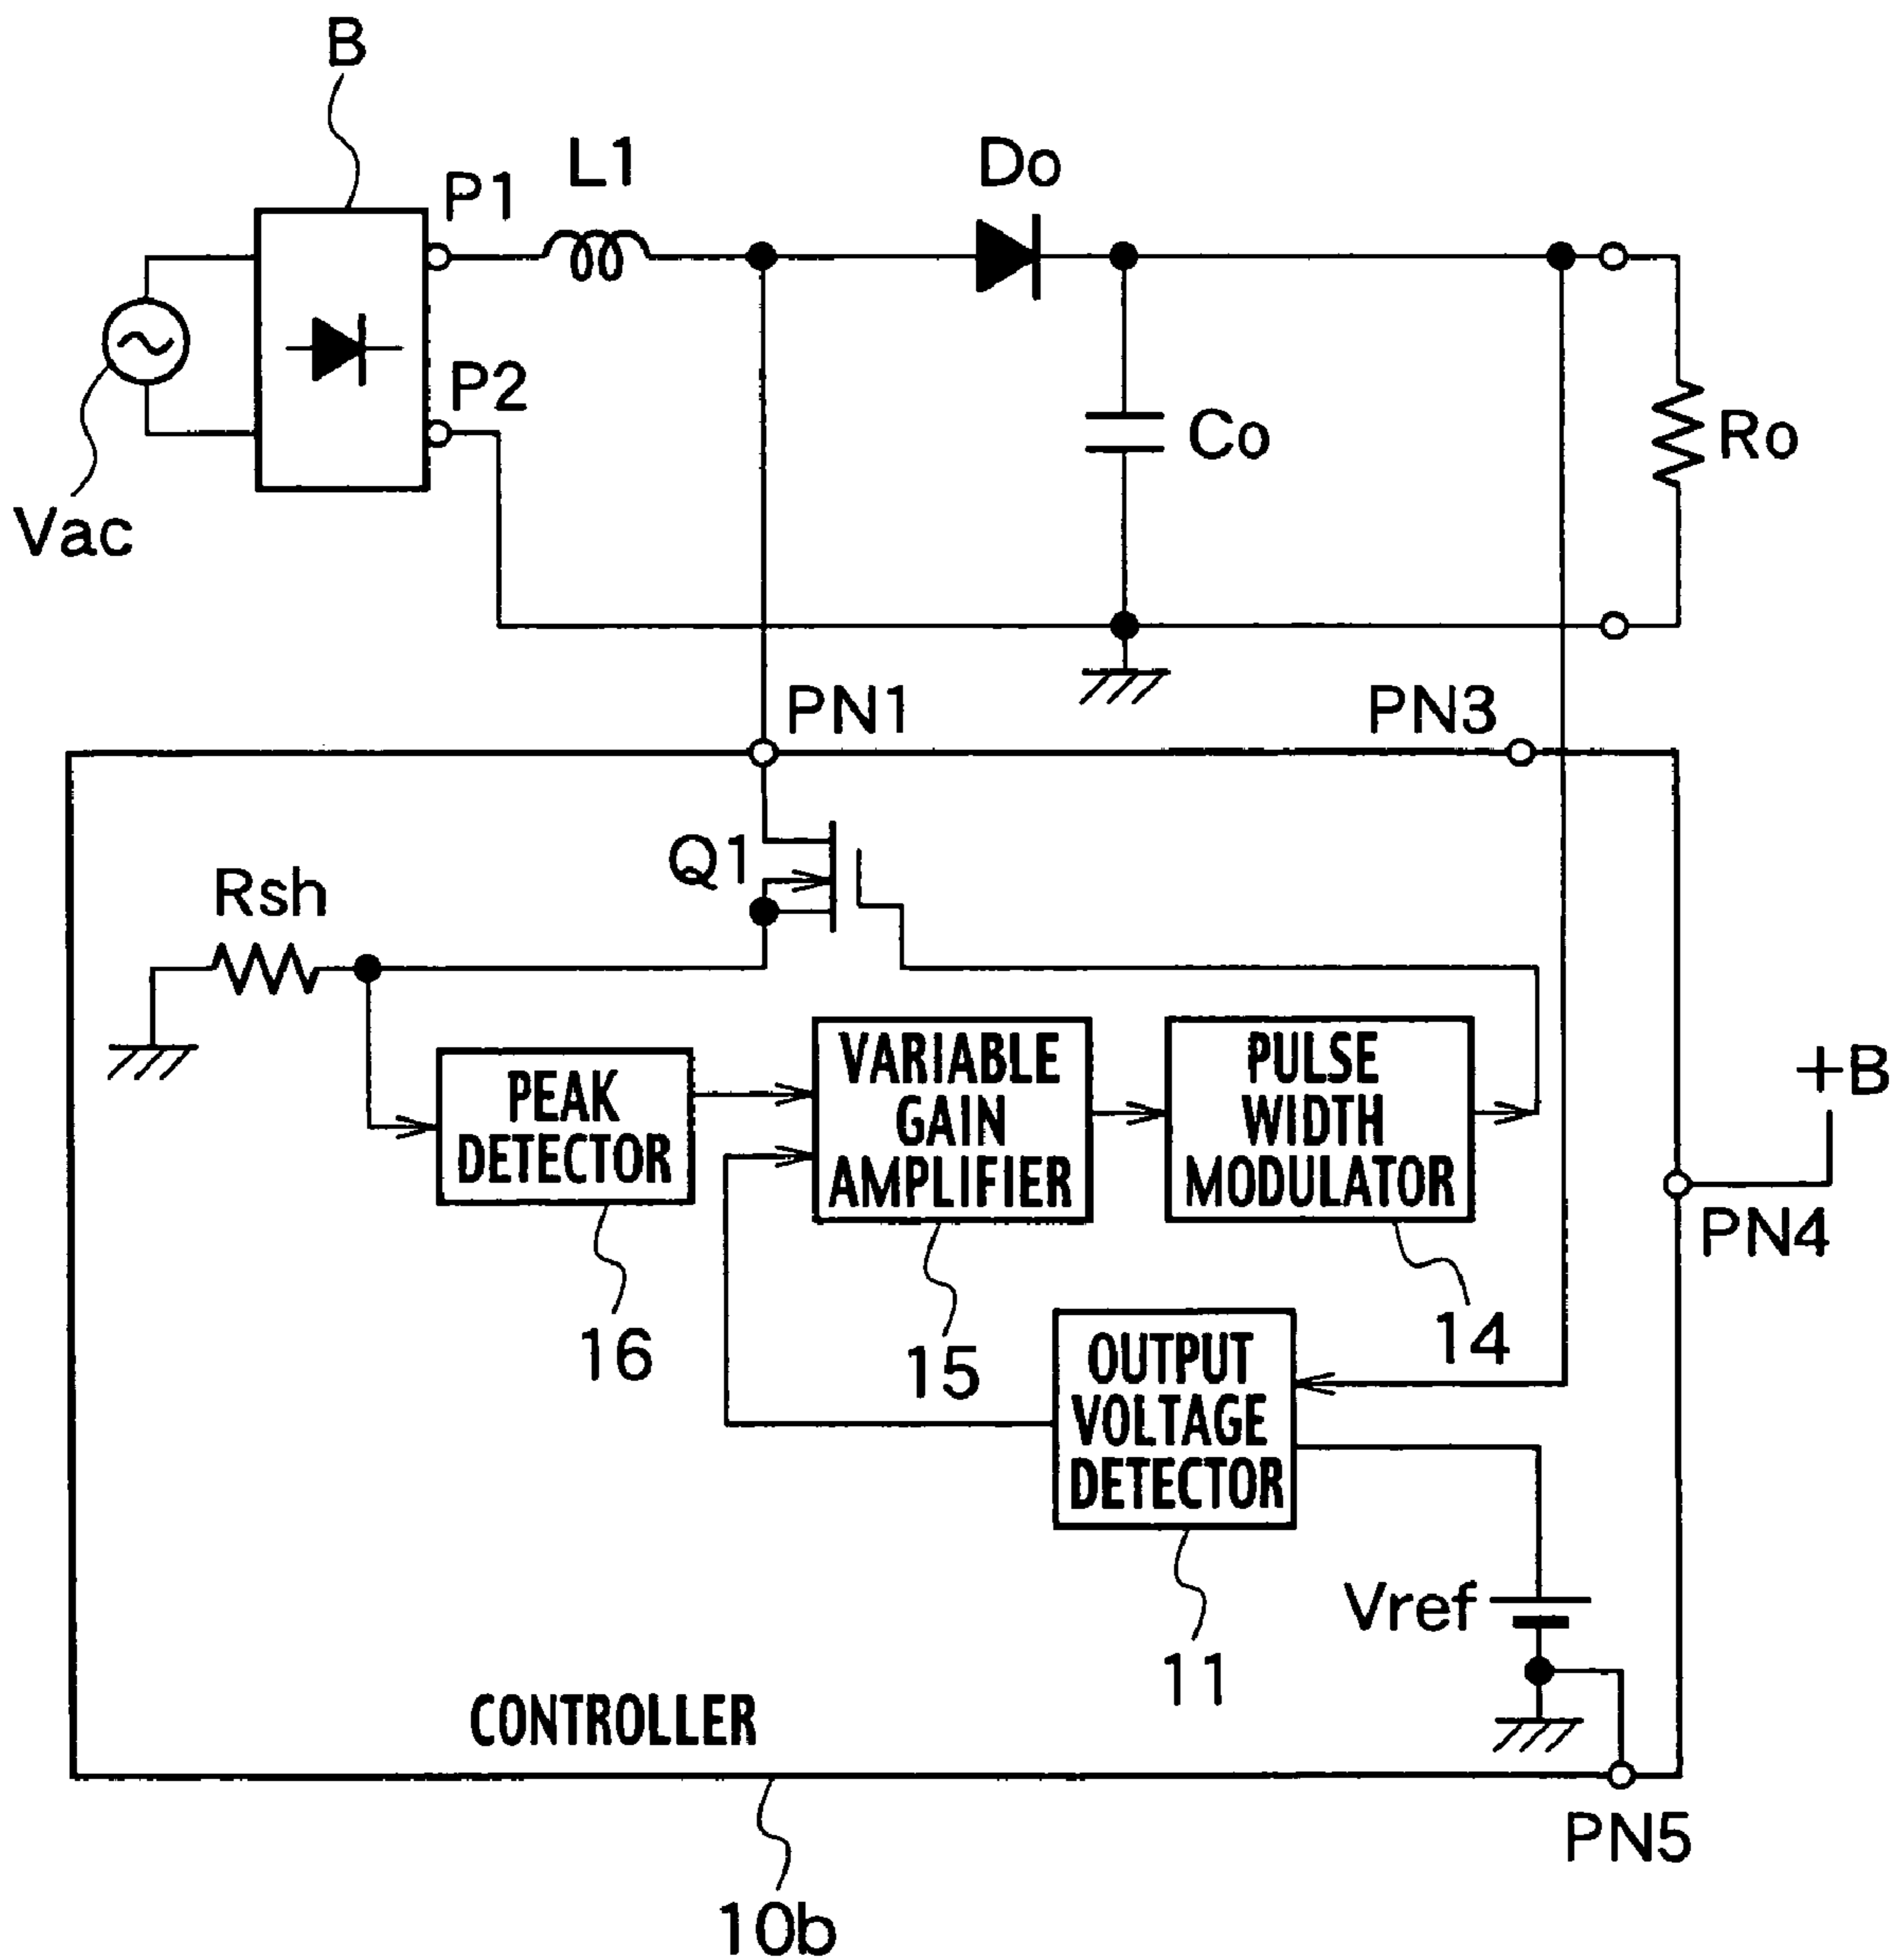 B
P1
L1
Do
P2
Co
Ro
Vac
PN1
PN3
Q1
Rsh
PEAK
DETECTOR
VARIABLE
GAIN
AMPLIFIER
PULSE
WIDTH
MODULATOR
+B
PN4
16
15
14
OUTPUT
VOLTAGE
DETECTOR
Vref
11
CONTROLLER
PN5
10b